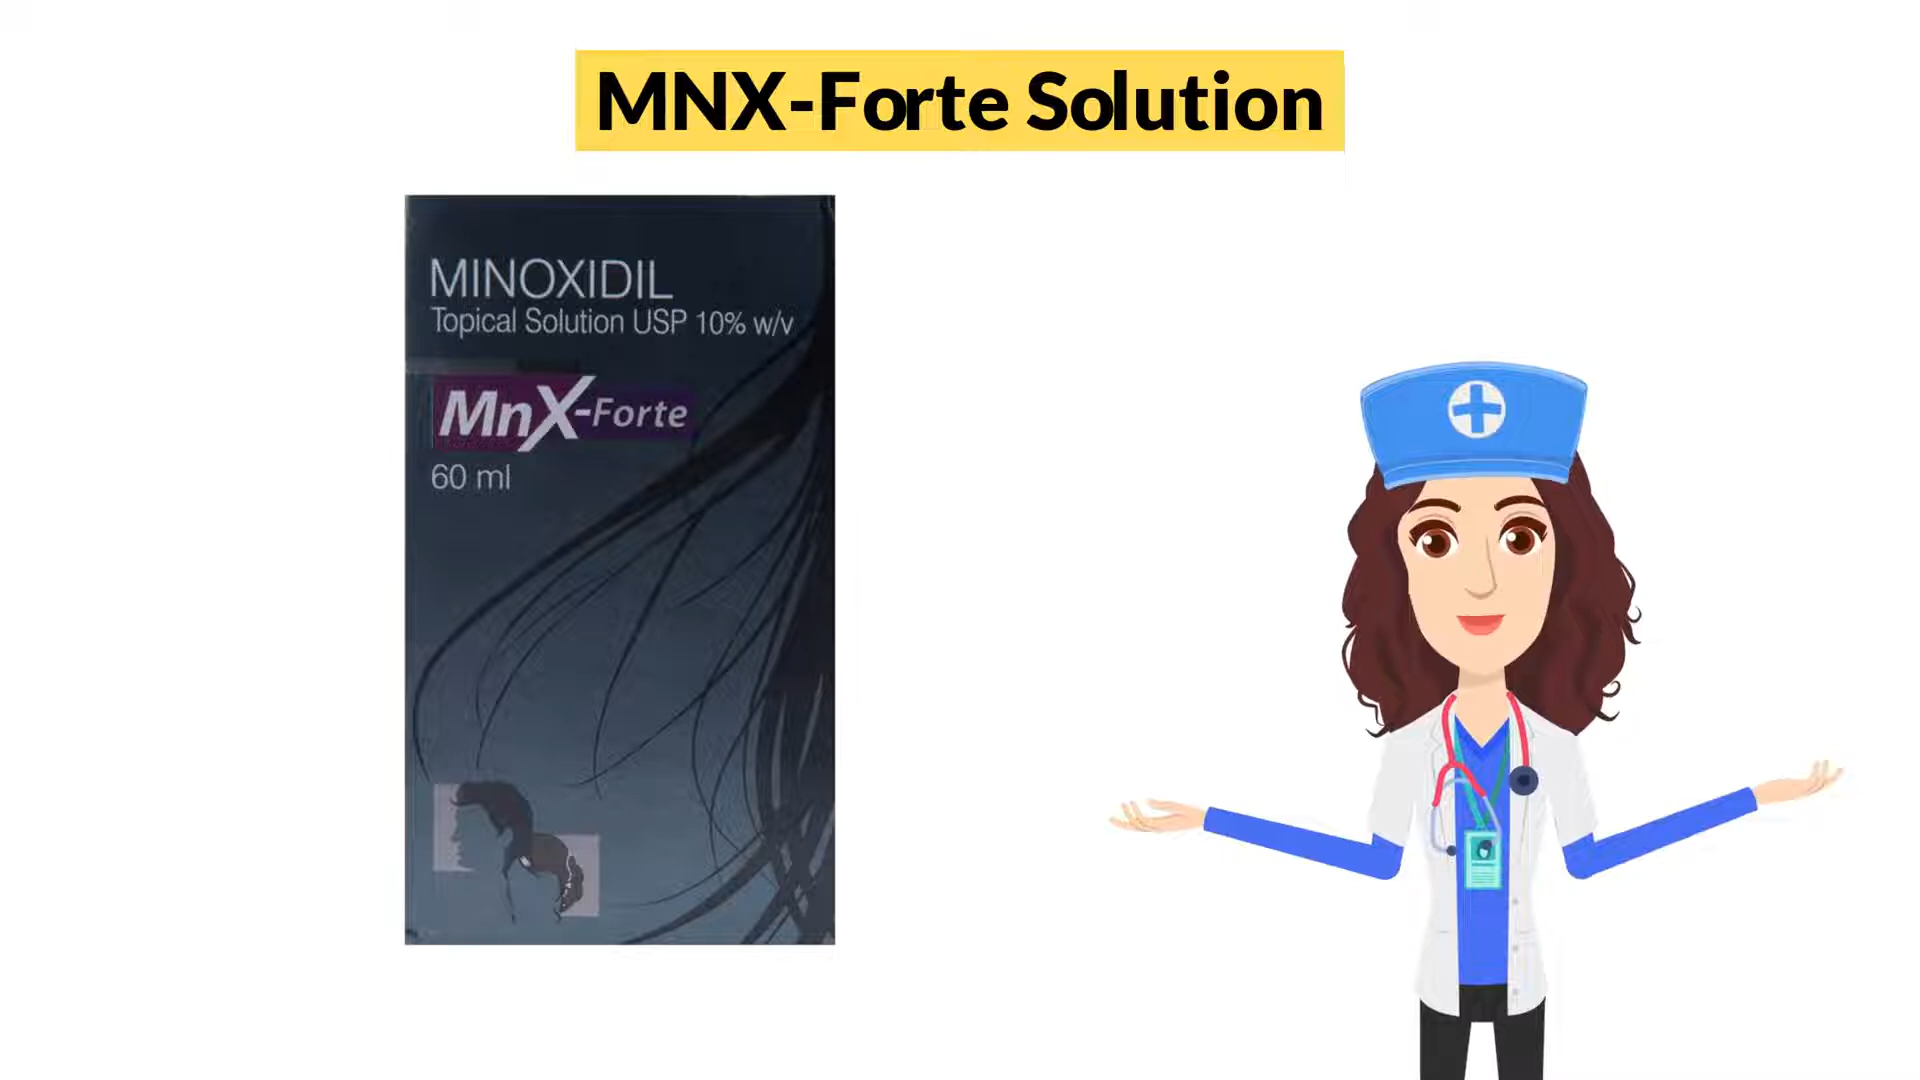 MNX-Forte Solution
MINOXIDIL
Topical Solution USP 10% w/v
MnX-Forte
60 ml